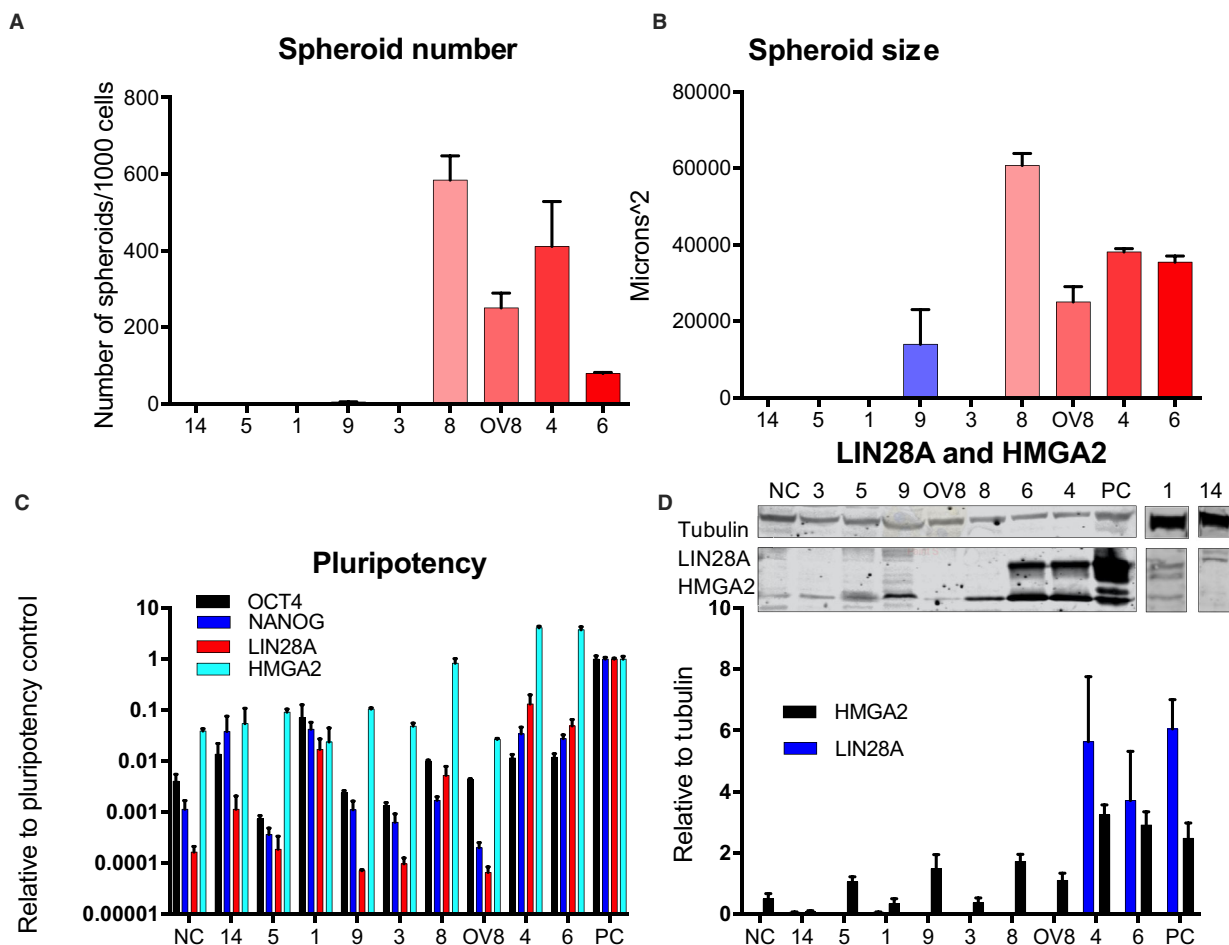 A
Spheroid number
Number of spheroids/1000 cells
800
600
400
200
0
14 5 1 9 3 8 OV8 4 6
B
Spheroid size
Microns^2
80000
60000
40000
20000
0
14 5 1 9 3 8 OV8 4 6
C
Pluripotency
Relative to pluripotency control
OCT4
NANOG
LIN28A
HMGA2
10
1
0.1
0.01
0.001
0.0001
0.00001
NC 14 5 1 9 3 8 OV8 4 6 PC
LIN28A and HMGA2
D
NC 3 5 9 OV8 8 6 4 PC 1 14
Tubulin
LIN28A
HMGA2
Relative to tubulin
10
8
6
4
2
0
HMGA2
LIN28A
NC 14 5 1 9 3 8 OV8 4 6 PC